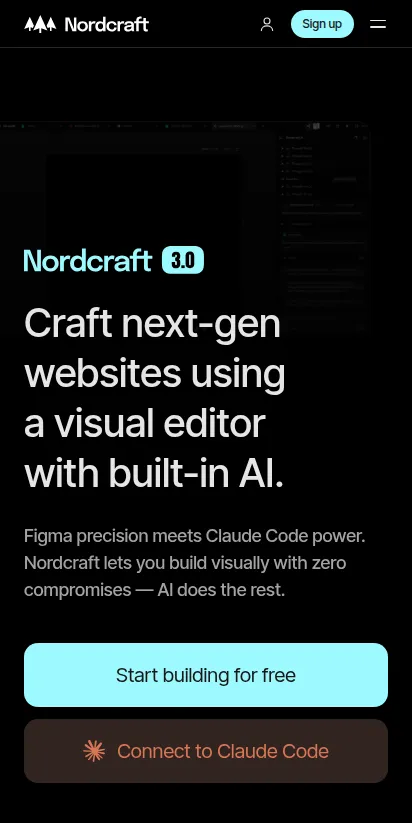 Nordcraft
Sign up
Nordcraft 3.0
Craft next-gen
websites using
a visual editor
with built-in AI.
Figma precision meets Claude Code power.
Nordcraft lets you build visually with zero
compromises — AI does the rest.
Start building for free
Connect to Claude Code